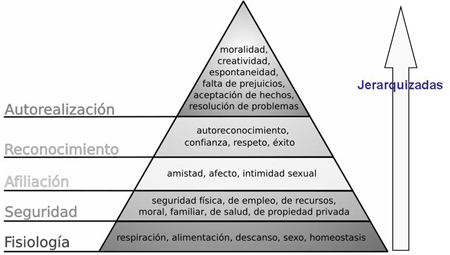 moralidad,
creatividad,
espontaneidad,
falta de prejuicios,
aceptación de hechos,
resolución de problemas
Autorealización
autoreconocimiento,
confianza, respeto, éxito
Reconocimiento
amistad, afecto, intimidad sexual
Afiliación
seguridad física, de empleo, de recursos,
moral, familiar, de salud, de propiedad privada
Seguridad
respiración, alimentación, descanso, sexo, homeostasis
Fisiología
Jerarquizadas